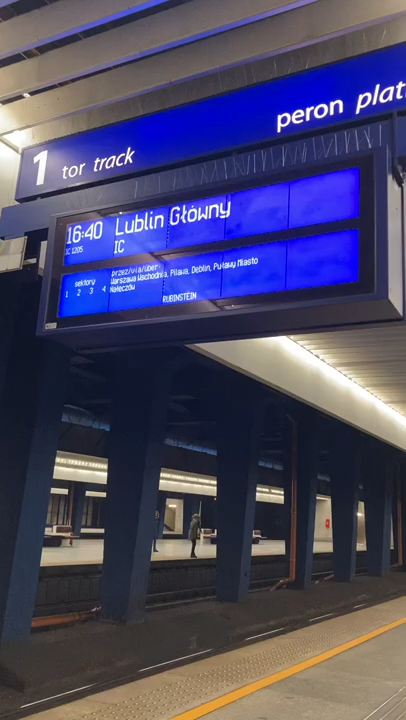 1 tor track
peron
16:40 Lublin Główny
IC 1205 IC
sektory przez/via/über
1 2 3 4 Warszawa Wschodnia, Pilawa, Dęblin, Puławy Miasto
Nałęczów
RUBINSTEIN